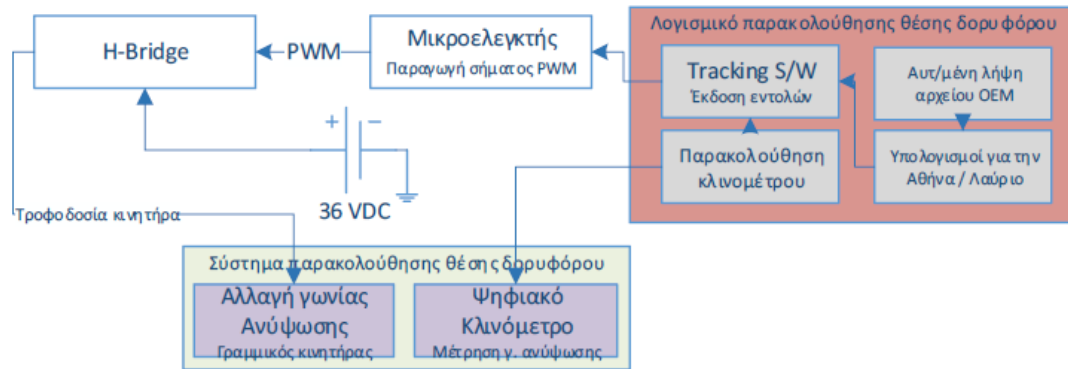 H-Bridge
PWM
Μικροελεγκτής
Παραγωγή σήματος PWM
Λογισμικό παρακολούθησης θέσης δορυφόρου
Tracking S/W
Έκδοση εντολών
Αυτ/μένη λήψη
αρχείου OEM
Παρακολούθηση
κλινομέτρου
Υπολογισμοί για την
Αθήνα / Λαύριο
+ −
36 VDC
Τροφοδοσία κινητήρα
Σύστημα παρακολούθησης θέσης δορυφόρου
Αλλαγή γωνίας
Ανύψωσης
Γραμμικός κινητήρας
Ψηφιακό
Κλινόμετρο
Μέτρηση γ. ανύψωσης